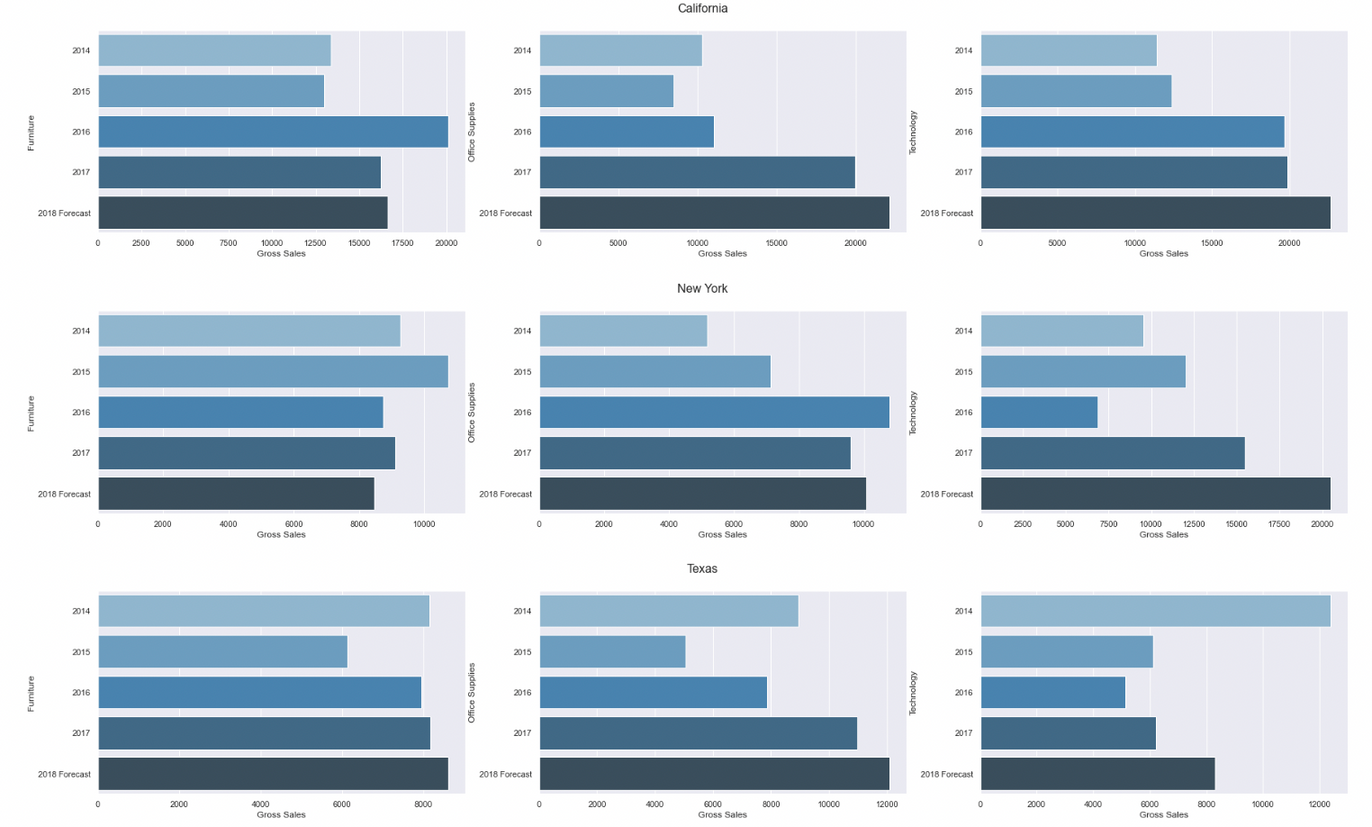 California
Furniture
2014
2015
2016
2017
2018 Forecast
0 2500 5000 7500 10000 12500 15000 17500 20000
Gross Sales
Office Supplies
2014
2015
2016
2017
2018 Forecast
0 5000 10000 15000 20000
Gross Sales
Technology
2014
2015
2016
2017
2018 Forecast
0 5000 10000 15000 20000
Gross Sales
New York
Furniture
2014
2015
2016
2017
2018 Forecast
0 2000 4000 6000 8000 10000
Gross Sales
Office Supplies
2014
2015
2016
2017
2018 Forecast
0 2000 4000 6000 8000 10000
Gross Sales
Technology
2014
2015
2016
2017
2018 Forecast
0 2500 5000 7500 10000 12500 15000 17500 20000
Gross Sales
Texas
Furniture
2014
2015
2016
2017
2018 Forecast
0 2000 4000 6000 8000
Gross Sales
Office Supplies
2014
2015
2016
2017
2018 Forecast
0 2000 4000 6000 8000 10000 12000
Gross Sales
Technology
2014
2015
2016
2017
2018 Forecast
0 2000 4000 6000 8000 10000 12000
Gross Sales